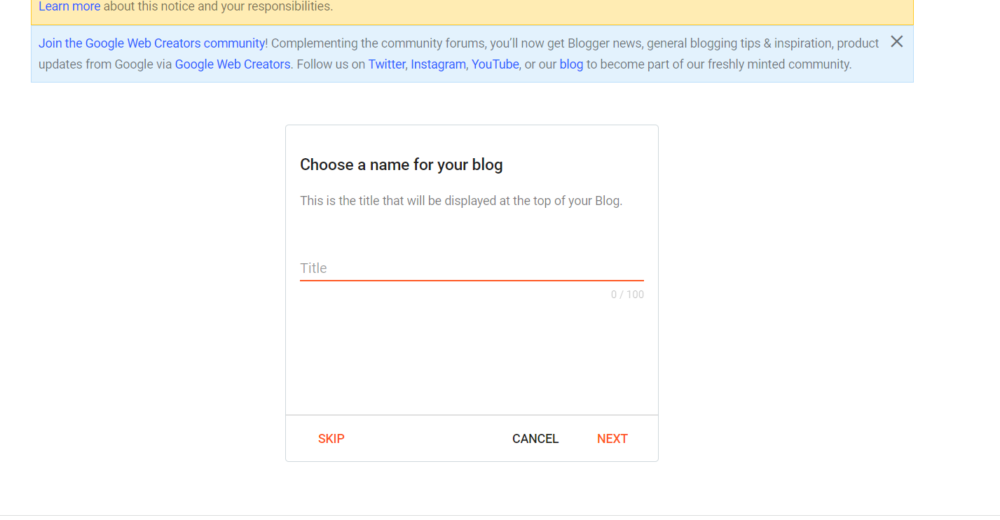 Learn more about this notice and your responsibilities.
Join the Google Web Creators community! Complementing the community forums, you’ll now get Blogger news, general blogging tips & inspiration, product
updates from Google via Google Web Creators. Follow us on Twitter, Instagram, YouTube, or our blog to become part of our freshly minted community.
Choose a name for your blog
This is the title that will be displayed at the top of your Blog.
Title
0 / 100
SKIP CANCEL NEXT